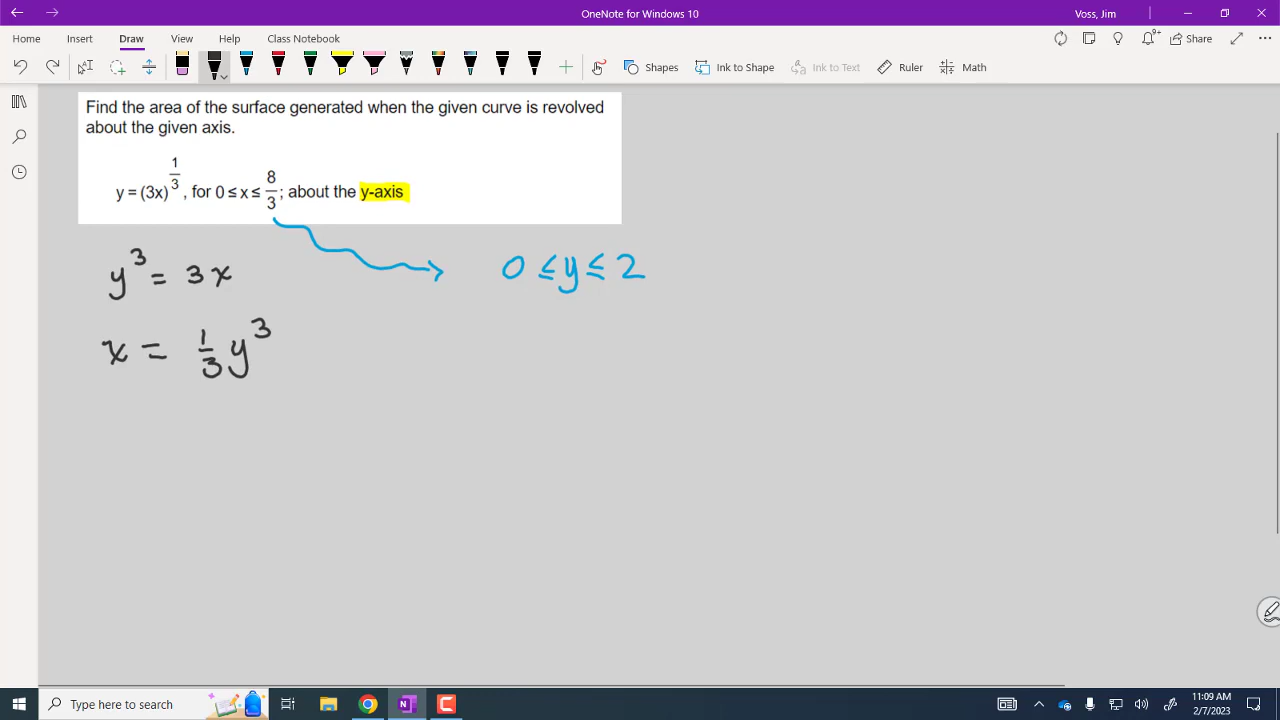 OneNote for Windows 10
Voss, Jim
Home Insert Draw View Help Class Notebook
Share
Shapes Ink to Shape Ink to Text Ruler Math
Find the area of the surface generated when the given curve is revolved
about the given axis.
y = (3x)^(1/3), for 0 ≤ x ≤ 8/3; about the y-axis
y³ = 3x
0 ≤ y ≤ 2
x = 1/3 y³
Type here to search
11:09 AM
2/7/2023